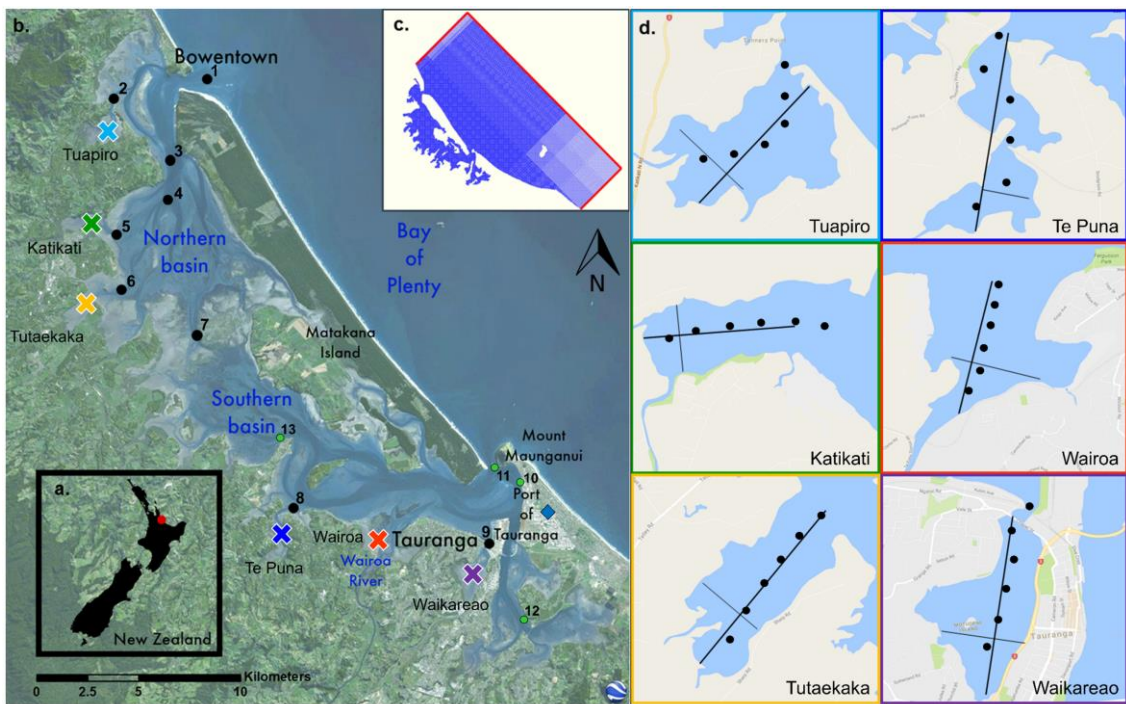 b.
Bowentown
1
2
Tuapiro
3
4
Katikati
5
Northern
basin
Tutaekaka
6
7
Matakana
Island
Bay
of
Plenty
N
Southern
basin
13
Mount
Maunganui
11
10
Port
of
Tauranga
8
9
Wairoa
Tauranga
Te Puna
Wairoa
River
Waikareao
12
a.
New Zealand
Kilometers
0 2.5 5 10
c.
d.
Tuapiro
Te Puna
Katikati
Wairoa
Tutaekaka
Tauranga
Waikareao